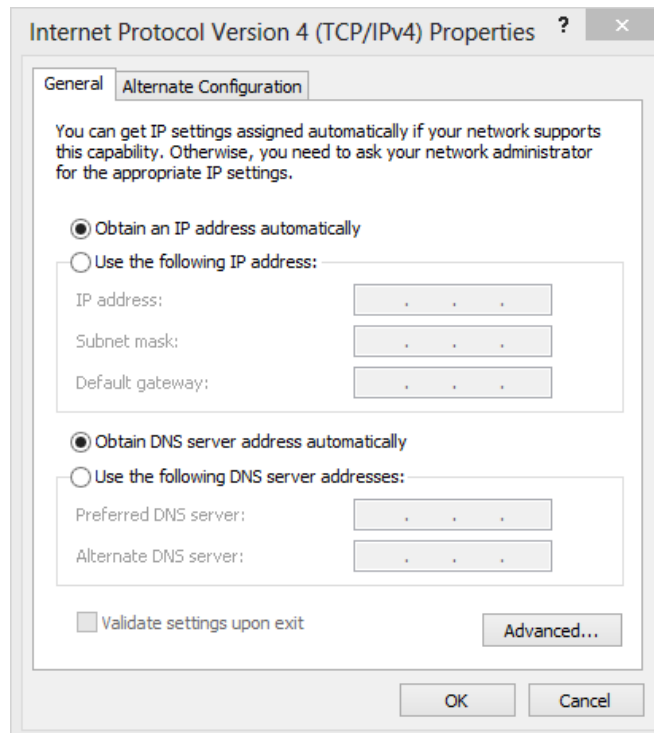 Internet Protocol Version 4 (TCP/IPv4) Properties ? ×
General Alternate Configuration
You can get IP settings assigned automatically if your network supports
this capability. Otherwise, you need to ask your network administrator
for the appropriate IP settings.
Obtain an IP address automatically
Use the following IP address:
IP address: . . .
Subnet mask: . . .
Default gateway: . . .
Obtain DNS server address automatically
Use the following DNS server addresses:
Preferred DNS server: . . .
Alternate DNS server: . . .
Validate settings upon exit Advanced...
OK Cancel